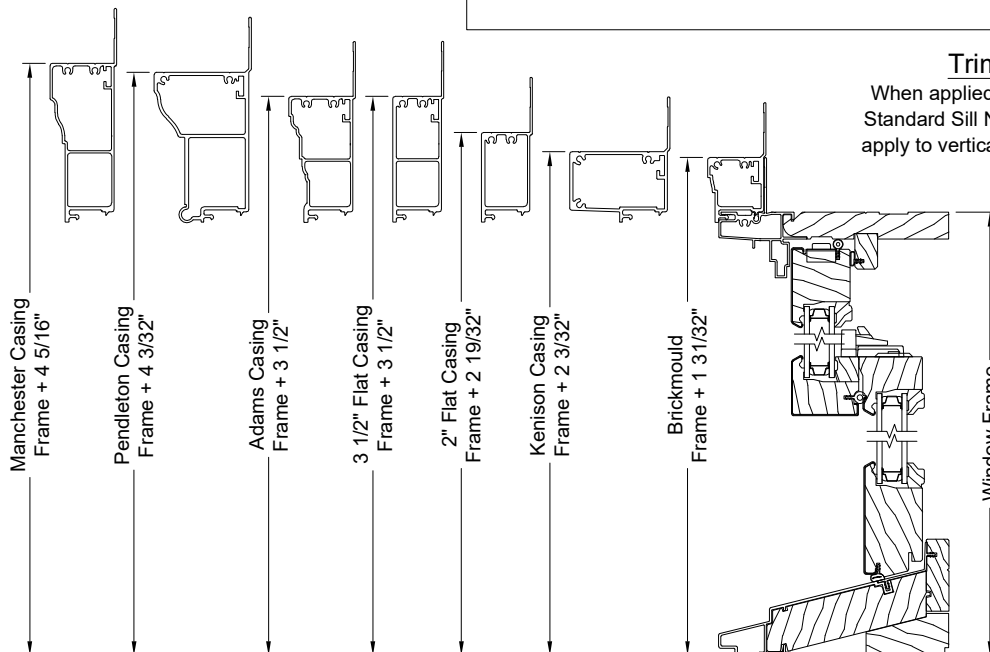 Trim
When applied
Standard Sill N
apply to vertica
Manchester Casing
Frame + 4 5/16"
Pendleton Casing
Frame + 4 3/32"
Adams Casing
Frame + 3 1/2"
3 1/2" Flat Casing
Frame + 3 1/2"
2" Flat Casing
Frame + 2 19/32"
Kenison Casing
Frame + 2 3/32"
Brickmould
Frame + 1 31/32"
Window Frame